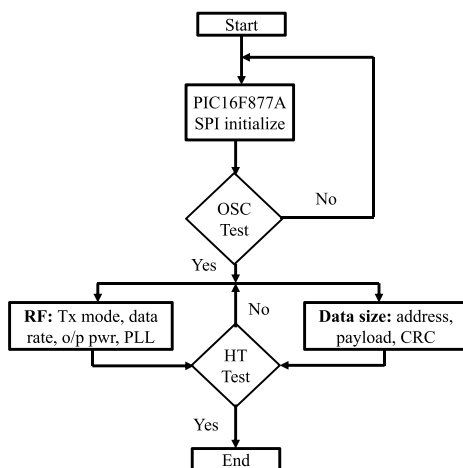 Start
PIC16F877A
SPI initialize
OSC
Test
No
Yes
RF: Tx mode, data
rate, o/p pwr, PLL
No
Data size: address,
payload, CRC
HT
Test
Yes
End